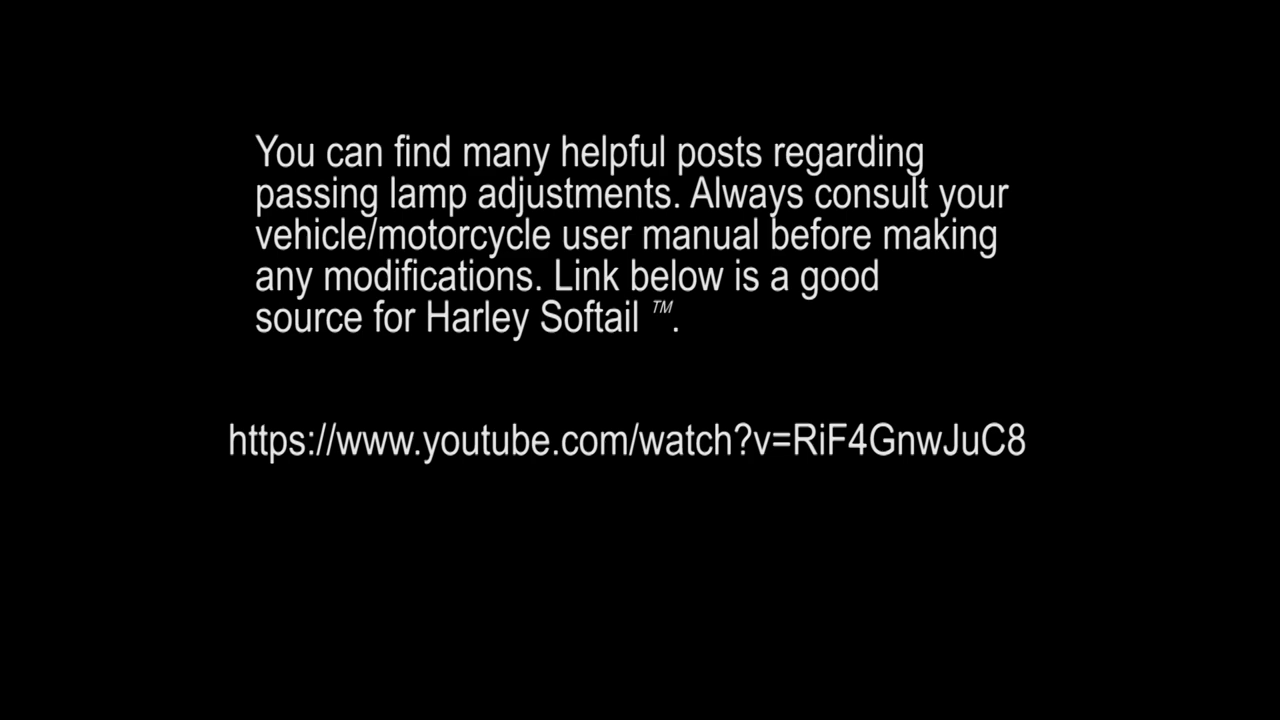 You can find many helpful posts regarding
passing lamp adjustments. Always consult your
vehicle/motorcycle user manual before making
any modifications. Link below is a good
source for Harley Softail ™.
https://www.youtube.com/watch?v=RiF4GnwJuC8